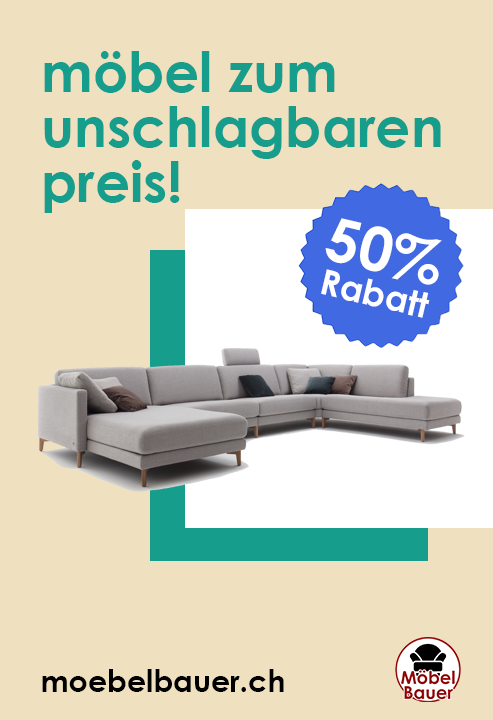 möbel zum
unschlagbaren
preis!
50%
Rabatt
moebelbauer.ch
Möbel
Bauer